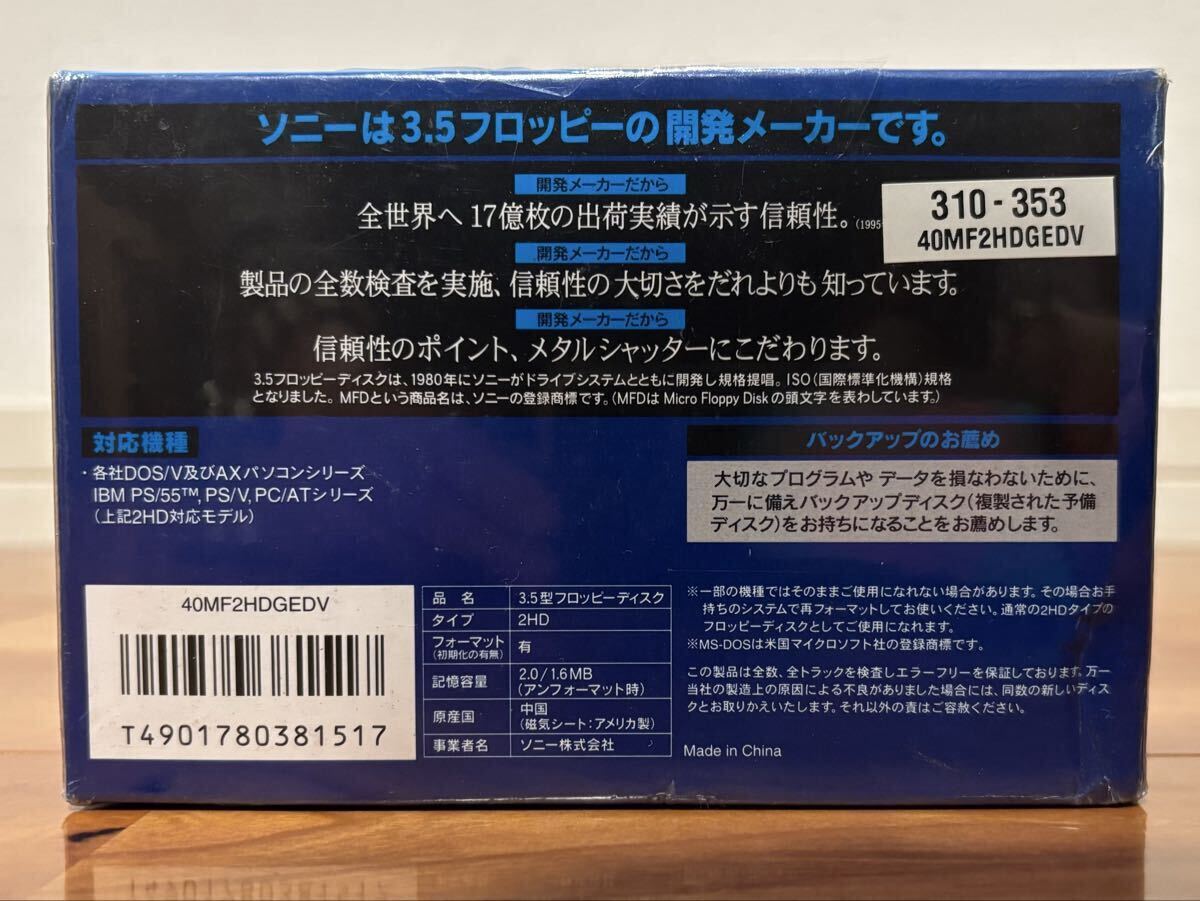 ソニーは3.5フロッピーの開発メーカーです。
開発メーカーだから
全世界へ 17億枚の出荷実績が示す信頼性。(1995
310-353
40MF2HDGEDV
開発メーカーだから
製品の全数検査を実施、信頼性の大切さをだれよりも知っています。
開発メーカーだから
信頼性のポイント、メタルシャッターにこだわります。
3.5フロッピーディスクは、1980年にソニーがドライブシステムとともに開発し規格提唱。ISO(国際標準化機構)規格
となりました。MFDという商品名は、ソニーの登録商標です。(MFDは Micro Floppy Disk の頭文字を表わしています。)
対応機種
・各社DOS/V及びAXパソコンシリーズ
IBM PS/55™, PS/V, PC/ATシリーズ
(上記2HD対応モデル)
バックアップのお薦め
大切なプログラムや データを損なわないために、
万一に備えバックアップディスク(複製された予備
ディスク)をお持ちになることをお薦めします。
40MF2HDGEDV
T4901780381517
品名 3.5型フロッピーディスク
タイプ 2HD
フォーマット(初期化の有無) 有
記憶容量 2.0/1.6MB
(アンフォーマット時)
原産国 中国
(磁気シート:アメリカ製)
事業者名 ソニー株式会社
※一部の機種ではそのままご使用になれない場合があります。その場合お手
持ちのシステムで再フォーマットしてお使いください。通常の2HDタイプの
フロッピーディスクとしてご使用になれます。
※MS-DOSは米国マイクロソフト社の登録商標です。
この製品は全数、全トラックを検査しエラーフリーを保証しております。万一
当社の製造上の原因による不良がありました場合には、同数の新しいディス
クとお取りかえいたします。それ以外の責はご容赦ください。
Made in China